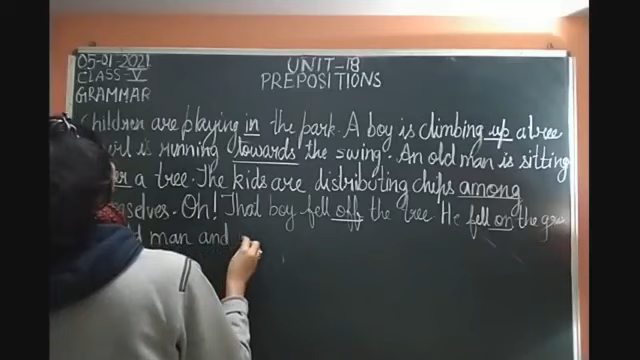 05-01-2021
UNIT-18
CLASS-V
PREPOSITIONS
GRAMMAR
Children are playing in the park. A boy is climbing up a tree
is running towards the swing. An old man is sitting
a tree. The kids are distributing chips among
Oh! That boy fell off the tree. He fell on the
man and